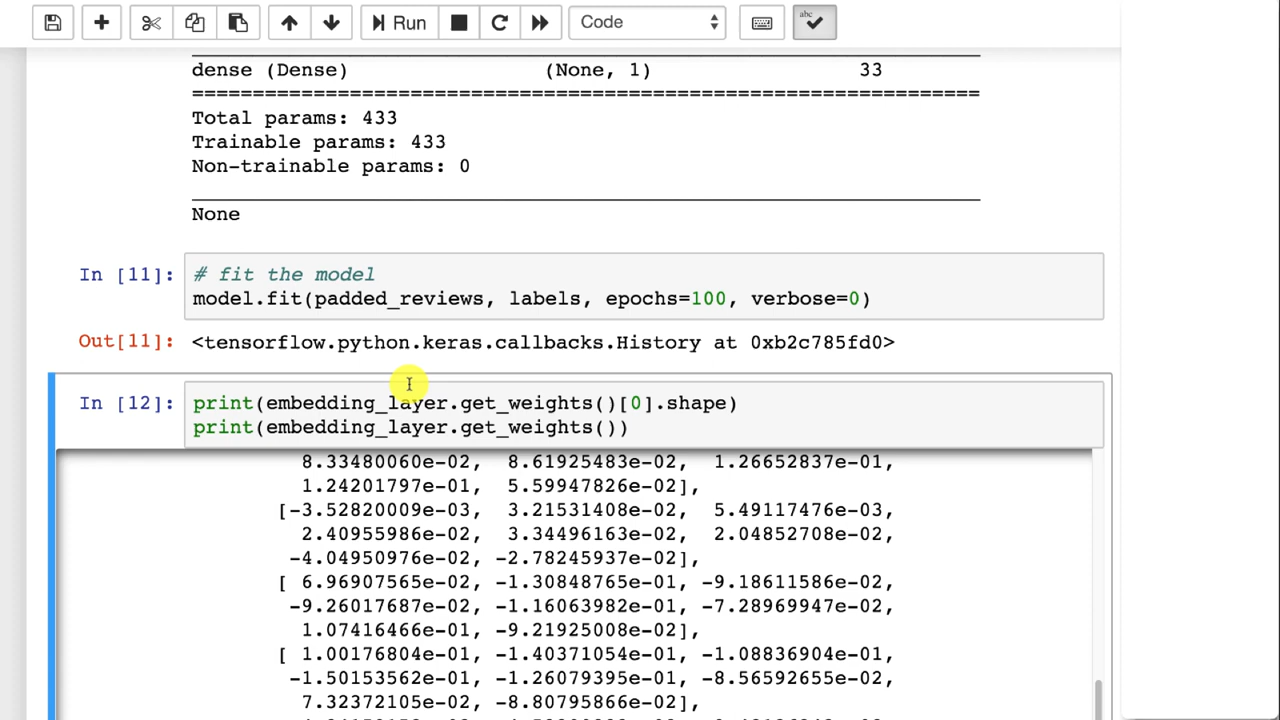 Run
Code
abc
dense (Dense) (None, 1) 33
=================================================================
Total params: 433
Trainable params: 433
Non-trainable params: 0
_________________________________________________________________
None
In [11]: # fit the model
model.fit(padded_reviews, labels, epochs=100, verbose=0)
Out[11]: <tensorflow.python.keras.callbacks.History at 0xb2c785fd0>
In [12]: print(embedding_layer.get_weights()[0].shape)
print(embedding_layer.get_weights())
8.33480060e-02, 8.61925483e-02, 1.26652837e-01,
1.24201797e-01, 5.59947826e-02],
[-3.52820009e-03, 3.21531408e-02, 5.49117476e-03,
2.40955986e-02, 3.34496163e-02, 2.04852708e-02,
-4.04950976e-02, -2.78245937e-02],
[ 6.96907565e-02, -1.30848765e-01, -9.18611586e-02,
-9.26017687e-02, -1.16063982e-01, -7.28969947e-02,
1.07416466e-01, -9.21925008e-02],
[ 1.00176804e-01, -1.40371054e-01, -1.08836904e-01,
-1.50153562e-01, -1.26079395e-01, -8.56592655e-02,
7.32372105e-02, -8.80795866e-02],